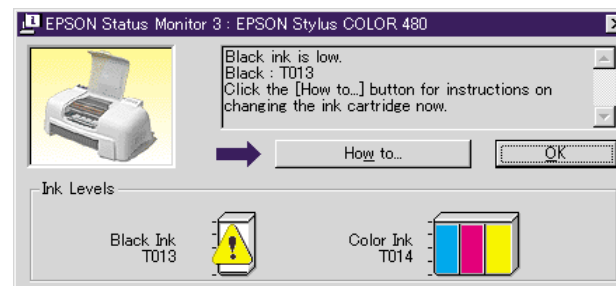 EPSON Status Monitor 3 : EPSON Stylus COLOR 480
Black ink is low.
Black : T013
Click the [How to...] button for instructions on
changing the ink cartridge now.
How to...
OK
Ink Levels
Black Ink
T013
Color Ink
T014